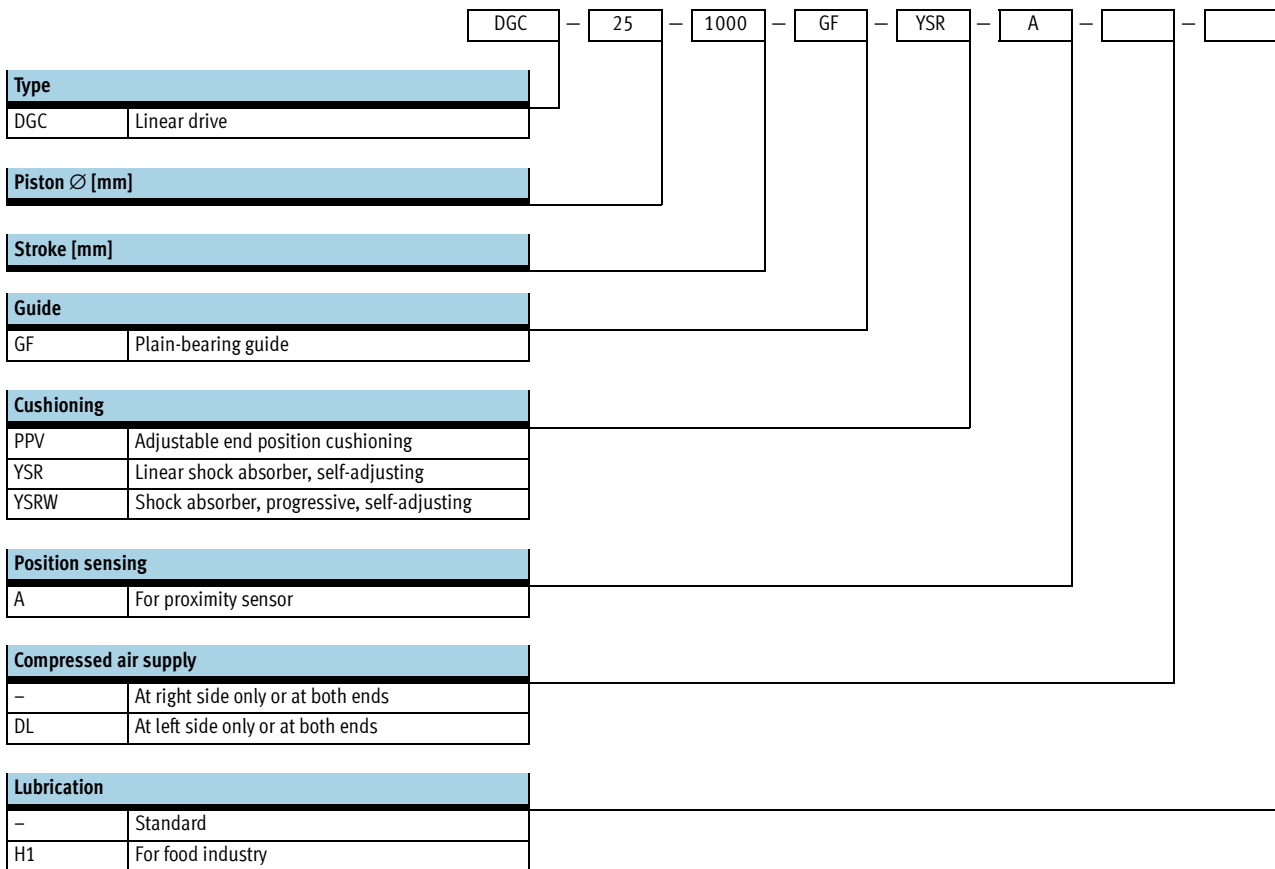 DGC – 25 – 1000 – GF – YSR – A – –
Type
DGC Linear drive
Piston ∅ [mm]
Stroke [mm]
Guide
GF Plain-bearing guide
Cushioning
PPV Adjustable end position cushioning
YSR Linear shock absorber, self-adjusting
YSRW Shock absorber, progressive, self-adjusting
Position sensing
A For proximity sensor
Compressed air supply
– At right side only or at both ends
DL At left side only or at both ends
Lubrication
– Standard
H1 For food industry